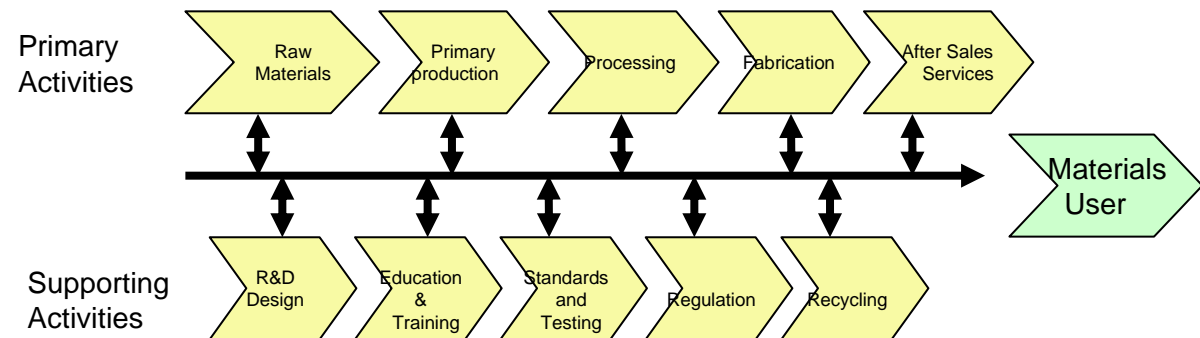 Primary
Activities
Raw
Materials
Primary
production
Processing
Fabrication
After Sales
Services
Materials
User
Supporting
Activities
R&D
Design
Education
&
Training
Standards
and
Testing
Regulation
Recycling